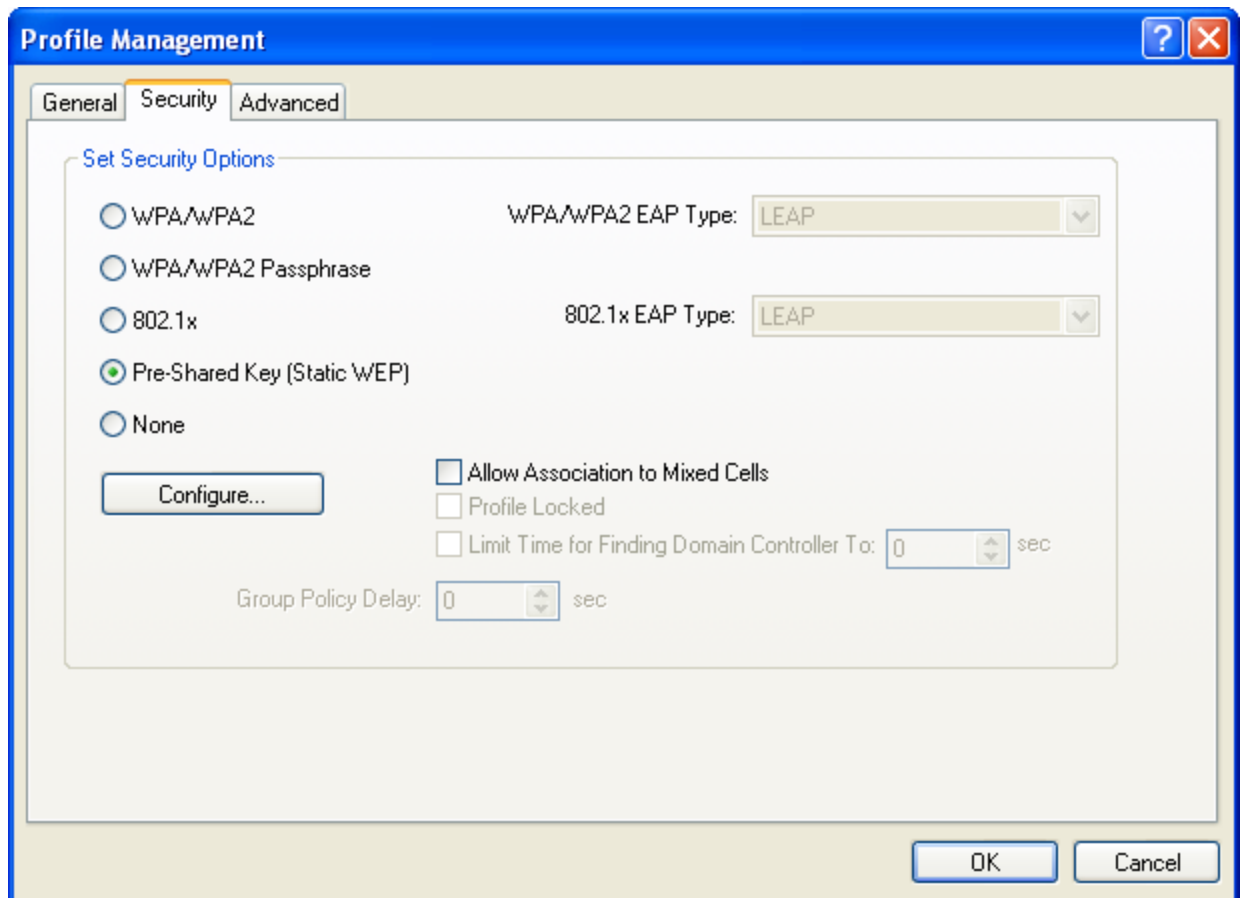 Profile Management
General Security Advanced
Set Security Options
WPA/WPA2 WPA/WPA2 EAP Type: LEAP
WPA/WPA2 Passphrase
802.1x 802.1x EAP Type: LEAP
Pre-Shared Key (Static WEP)
None
Allow Association to Mixed Cells
Configure...
Profile Locked
Limit Time for Finding Domain Controller To: 0 sec
Group Policy Delay: 0 sec
OK Cancel